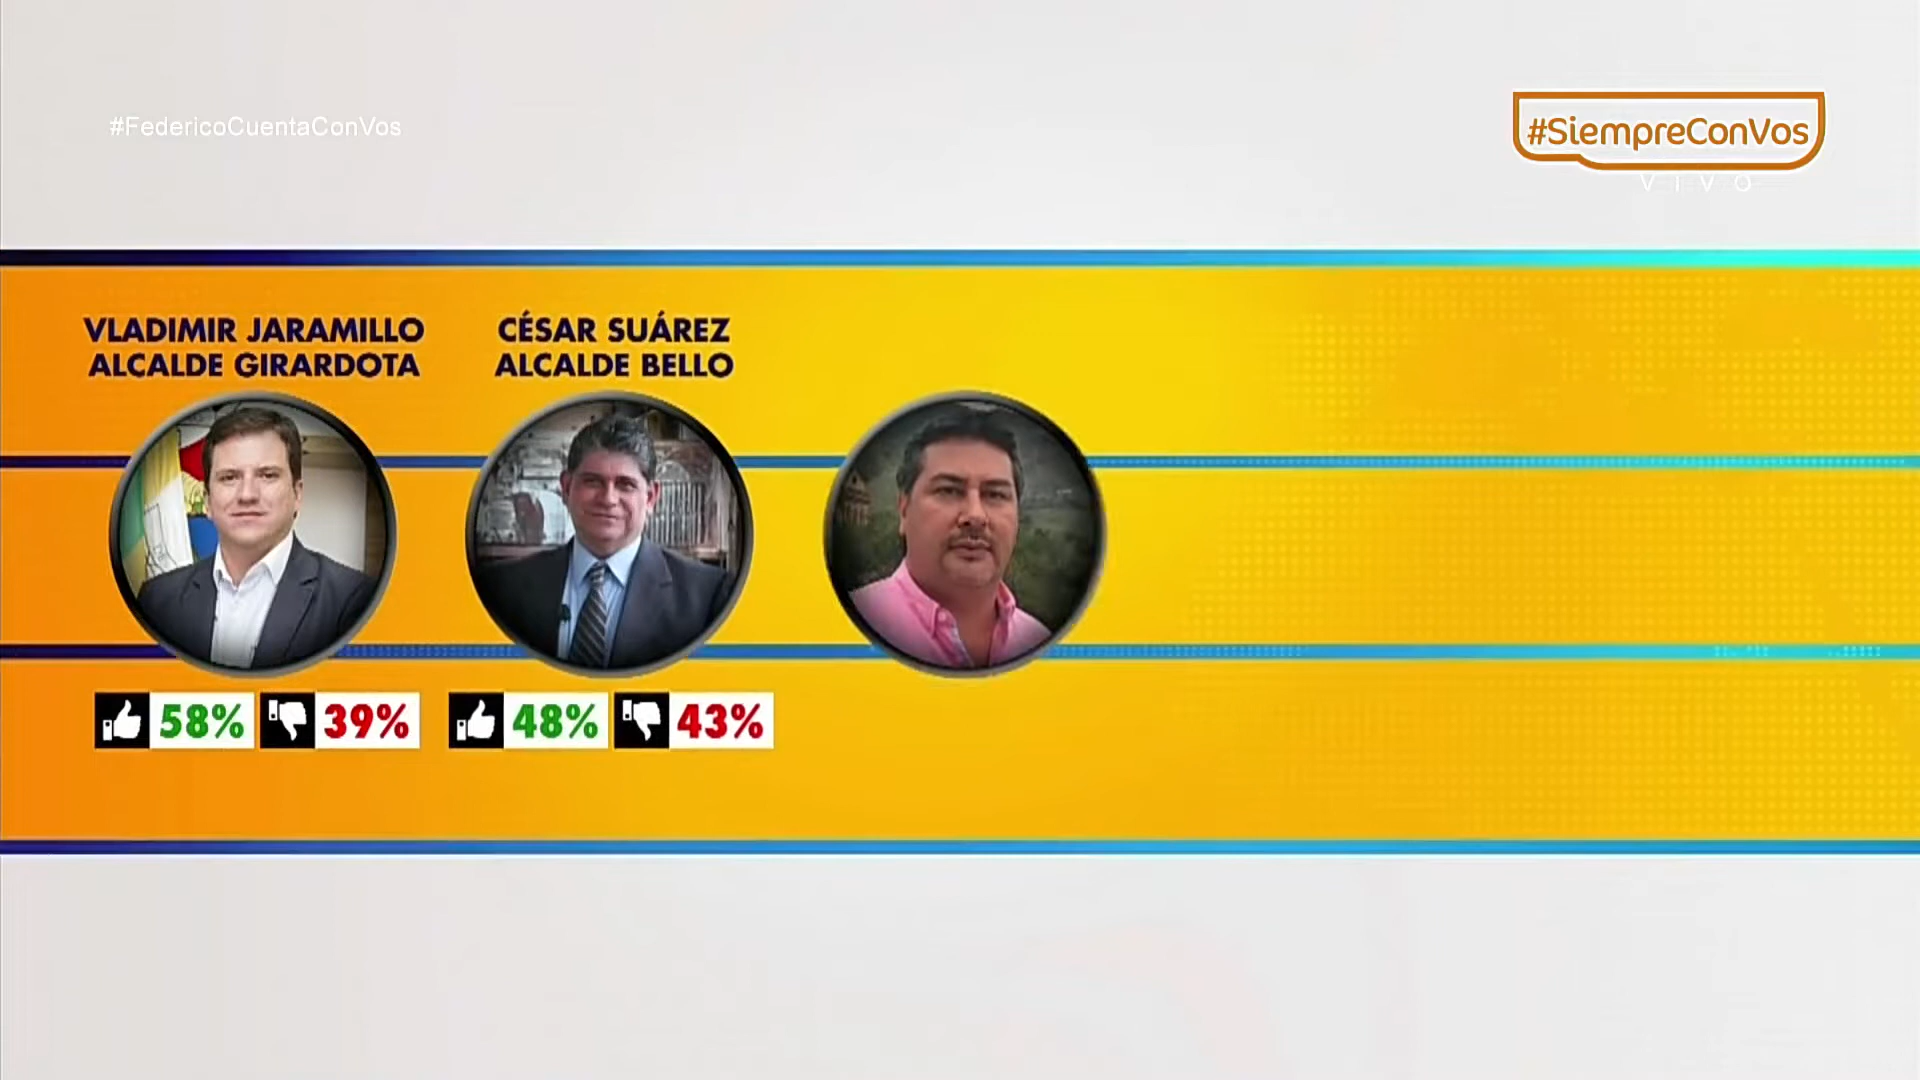 #FedericoCuentaConVos
#SiempreConVos
VIVO
VLADIMIR JARAMILLO
ALCALDE GIRARDOTA
CÉSAR SUÁREZ
ALCALDE BELLO
58% 39% 48% 43%